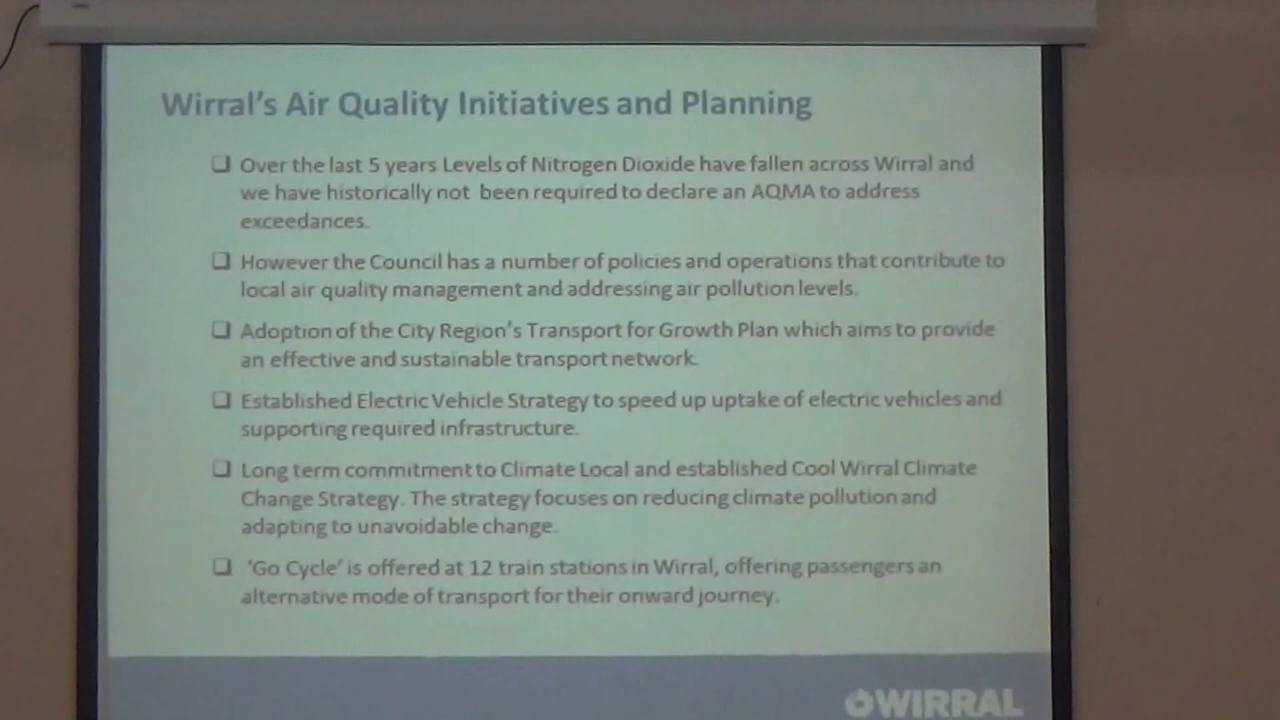 Wirral's Air Quality Initiatives and Planning
❑ Over the last 5 years Levels of Nitrogen Dioxide have fallen across Wirral and
we have historically not been required to declare an AQMA to address
exceedances.
❑ However the Council has a number of policies and operations that contribute to
local air quality management and addressing air pollution levels.
❑ Adoption of the City Region's Transport for Growth Plan which aims to provide
an effective and sustainable transport network.
❑ Established Electric Vehicle Strategy to speed up uptake of electric vehicles and
supporting required infrastructure.
❑ Long term commitment to Climate Local and established Cool Wirral Climate
Change Strategy. The strategy focuses on reducing climate pollution and
adapting to unavoidable change.
❑ 'Go Cycle' is offered at 12 train stations in Wirral, offering passengers an
alternative mode of transport for their onward journey.
WIRRAL